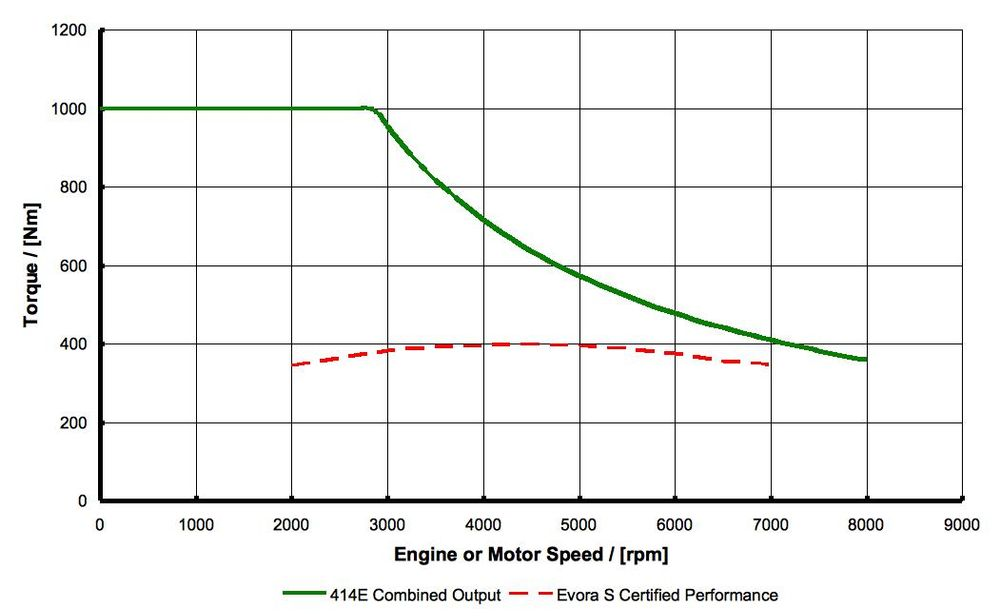 1200
1000
800
600
400
200
0
Torque / [Nm]
0 1000 2000 3000 4000 5000 6000 7000 8000 9000
Engine or Motor Speed / [rpm]
414E Combined Output Evora S Certified Performance